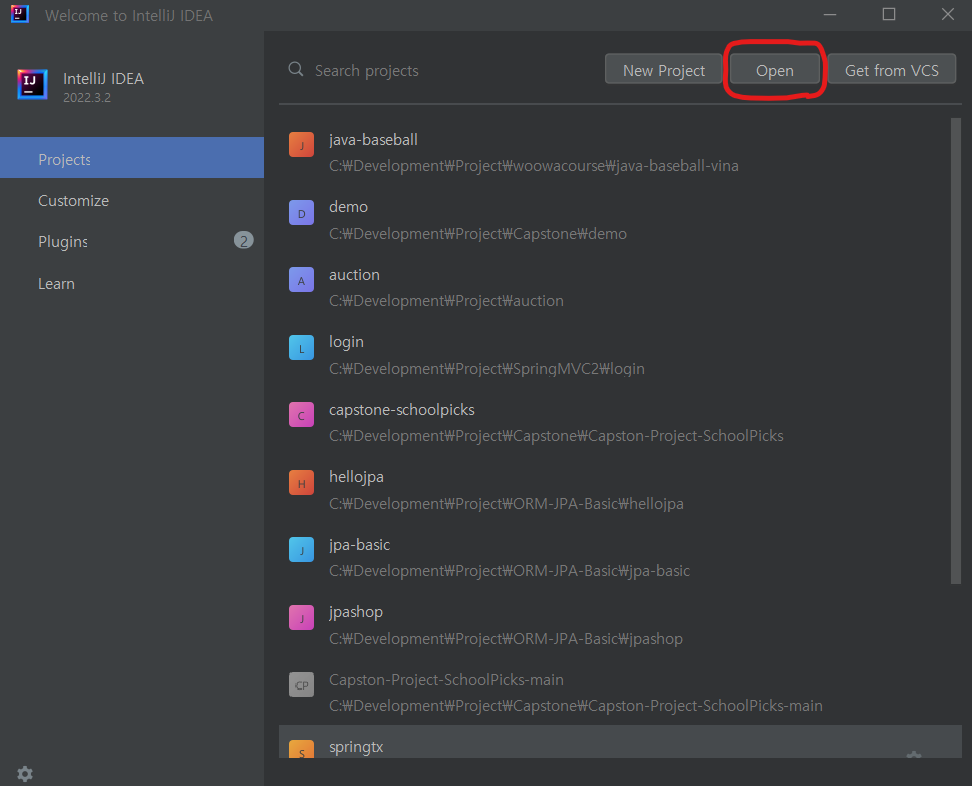 Welcome to IntelliJ IDEA
IntelliJ IDEA
2022.3.2
Projects
Customize
Plugins
2
Learn
Search projects
New Project
Open
Get from VCS
J
java-baseball
C:₩Development₩Project₩woowacourse₩java-baseball-vina
D
demo
C:₩Development₩Project₩Capstone₩demo
A
auction
C:₩Development₩Project₩auction
L
login
C:₩Development₩Project₩SpringMVC2₩login
C
capstone-schoolpicks
C:₩Development₩Project₩Capstone₩Capston-Project-SchoolPicks
H
hellojpa
C:₩Development₩Project₩ORM-JPA-Basic₩hellojpa
J
jpa-basic
C:₩Development₩Project₩ORM-JPA-Basic₩jpa-basic
J
jpashop
C:₩Development₩Project₩ORM-JPA-Basic₩jpashop
CP
Capston-Project-SchoolPicks-main
C:₩Development₩Project₩Capstone₩Capston-Project-SchoolPicks-main
S
springtx